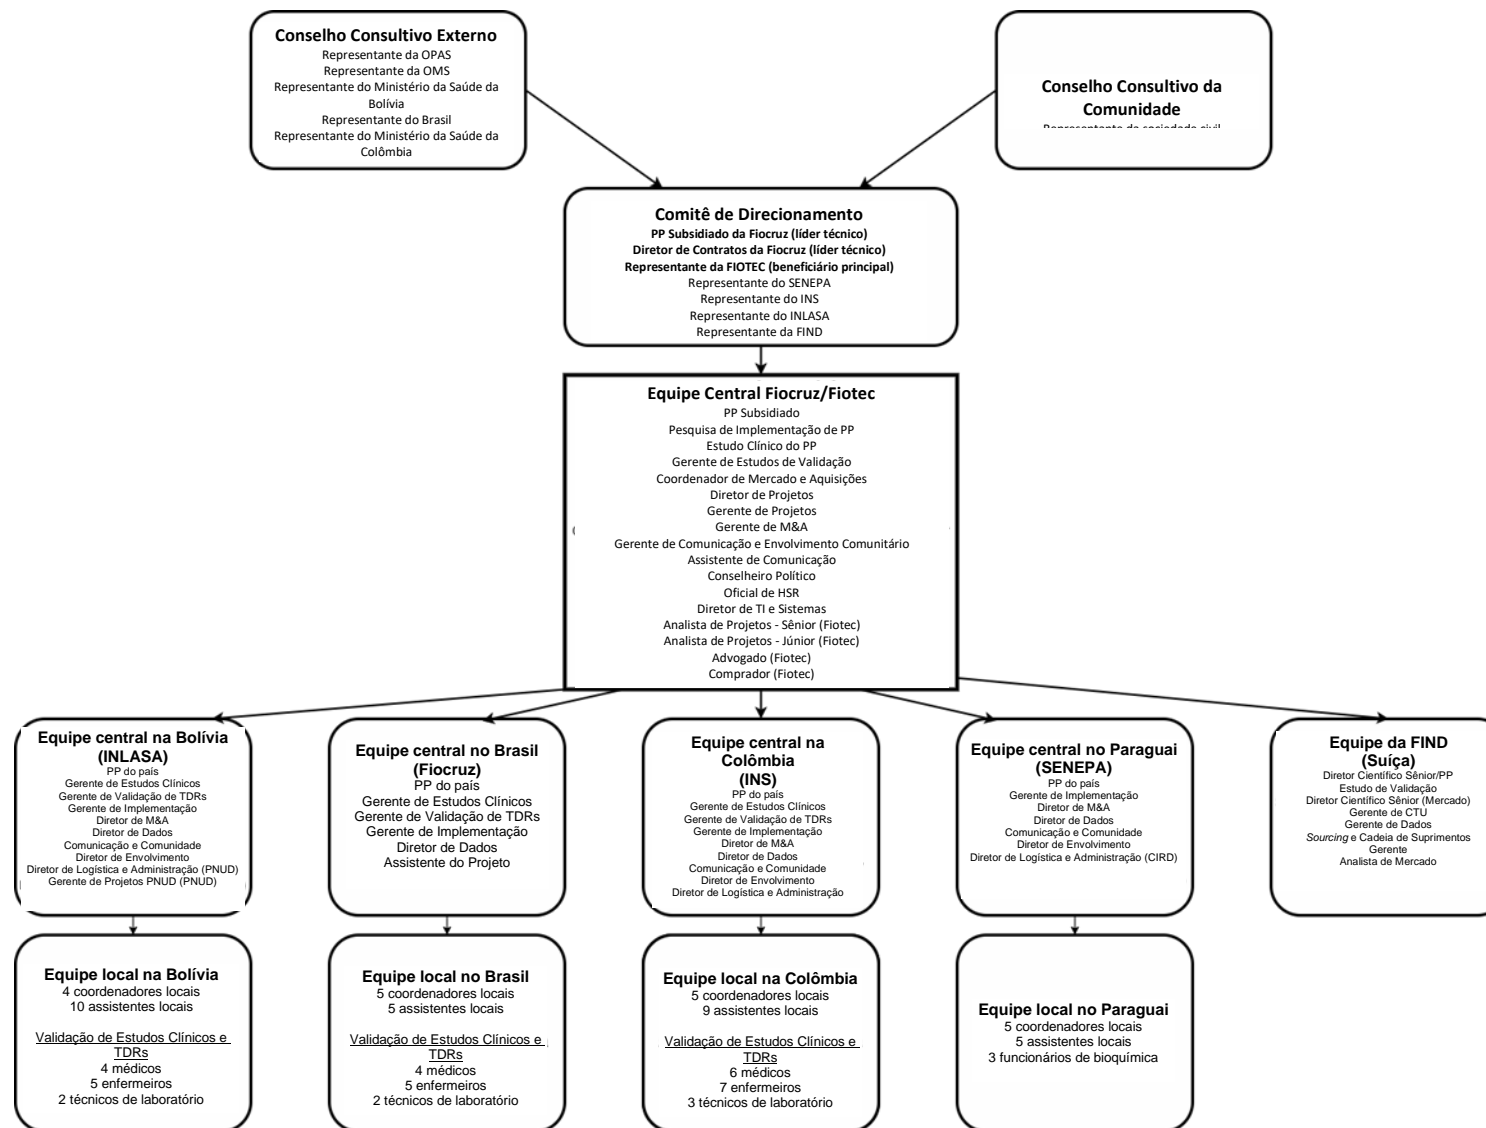 Conselho Consultivo Externo
Representante da OPAS
Representante da OMS
Representante do Ministério da Saúde da
Bolívia
Representante do Brasil
Representante do Ministério da Saúde da
Colômbia
Conselho Consultivo da
Comunidade
Representante da sociedade civil
Comitê de Direcionamento
PP Subsidiado da Fiocruz (líder técnico)
Diretor de Contratos da Fiocruz (líder técnico)
Representante da FIOTEC (beneficiário principal)
Representante do SENEPA
Representante do INS
Representante do INLASA
Representante da FIND
Equipe Central Fiocruz/Fiotec
PP Subsidiado
Pesquisa de Implementação de PP
Estudo Clínico do PP
Gerente de Estudos de Validação
Coordenador de Mercado e Aquisições
Diretor de Projetos
Gerente de Projetos
Gerente de M&A
Gerente de Comunicação e Envolvimento Comunitário
Assistente de Comunicação
Conselheiro Político
Oficial de HSR
Diretor de TI e Sistemas
Analista de Projetos - Sênior (Fiotec)
Analista de Projetos - Júnior (Fiotec)
Advogado (Fiotec)
Comprador (Fiotec)
Equipe central na Bolívia
(INLASA)
PP do país
Gerente de Estudos Clínicos
Gerente de Validação de TDRs
Gerente de Implementação
Diretor de M&A
Diretor de Dados
Comunicação e Comunidade
Diretor de Envolvimento
Diretor de Logística e Administração (PNUD)
Gerente de Projetos PNUD (PNUD)
Equipe central no Brasil
(Fiocruz)
PP do país
Gerente de Estudos Clínicos
Gerente de Validação de TDRs
Gerente de Implementação
Diretor de Dados
Assistente do Projeto
Equipe central na
Colômbia
(INS)
PP do país
Gerente de Estudos Clínicos
Gerente de Validação de TDRs
Gerente de Implementação
Diretor de M&A
Diretor de Dados
Comunicação e Comunidade
Diretor de Envolvimento
Diretor de Logística e Administração
Equipe central no Paraguai
(SENEPA)
PP do país
Gerente de Implementação
Diretor de M&A
Diretor de Dados
Comunicação e Comunidade
Diretor de Envolvimento
Diretor de Logística e Administração (CIRD)
Equipe da FIND
(Suíça)
Diretor Científico Sênior/PP
Estudo de Validação
Diretor Científico Sênior (Mercado)
Gerente de CTU
Gerente de Dados
Sourcing e Cadeia de Suprimentos
Gerente
Analista de Mercado
Equipe local na Bolívia
4 coordenadores locais
10 assistentes locais
Validação de Estudos Clínicos e
TDRs
4 médicos
5 enfermeiros
2 técnicos de laboratório
Equipe local no Brasil
5 coordenadores locais
5 assistentes locais
Validação de Estudos Clínicos e
TDRs
4 médicos
5 enfermeiros
2 técnicos de laboratório
Equipe local na Colômbia
5 coordenadores locais
9 assistentes locais
Validação de Estudos Clínicos e
TDRs
6 médicos
7 enfermeiros
3 técnicos de laboratório
Equipe local no Paraguai
5 coordenadores locais
5 assistentes locais
3 funcionários de bioquímica